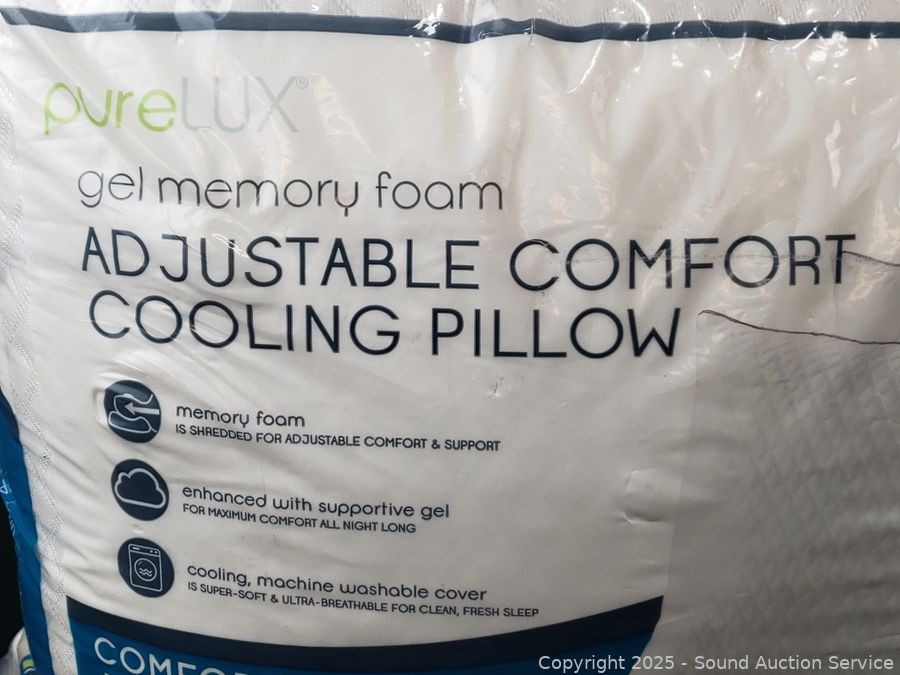 pureLUX®
gel memory foam
ADJUSTABLE COMFORT
COOLING PILLOW
memory foam
IS SHREDDED FOR ADJUSTABLE COMFORT & SUPPORT
enhanced with supportive gel
FOR MAXIMUM COMFORT ALL NIGHT LONG
cooling, machine washable cover
IS SUPER-SOFT & ULTRA-BREATHABLE FOR CLEAN, FRESH SLEEP
Copyright 2025 - Sound Auction Service